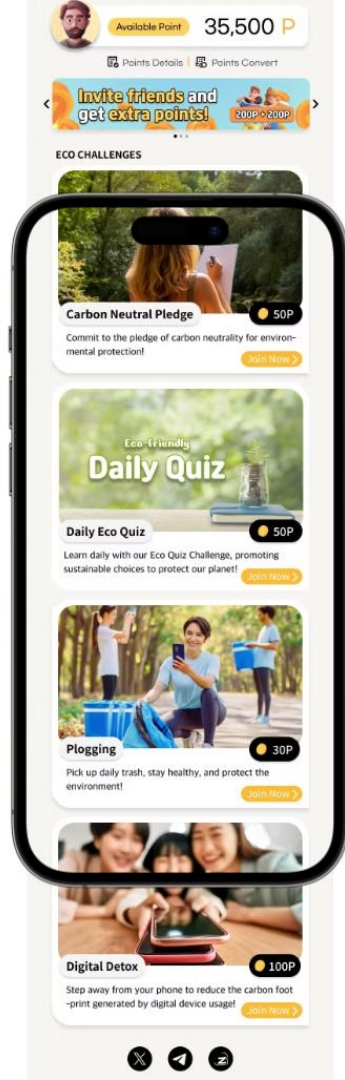 Available Point 35,500 P
Points Details | Points Convert
Invite friends and
get extra points!
200P + 200P
ECO CHALLENGES
Carbon Neutral Pledge
50P
Commit to the pledge of carbon neutrality for environ-
mental protection!
Join Now >
Eco-friendly
Daily Quiz
Daily Eco Quiz
50P
Learn daily with our Eco Quiz Challenge, promoting
sustainable choices to protect our planet!
Join Now >
Plogging
30P
Pick up daily trash, stay healthy, and protect the
environment!
Join Now >
Digital Detox
100P
Step away from your phone to reduce the carbon foot
-print generated by digital device usage!
Join Now >